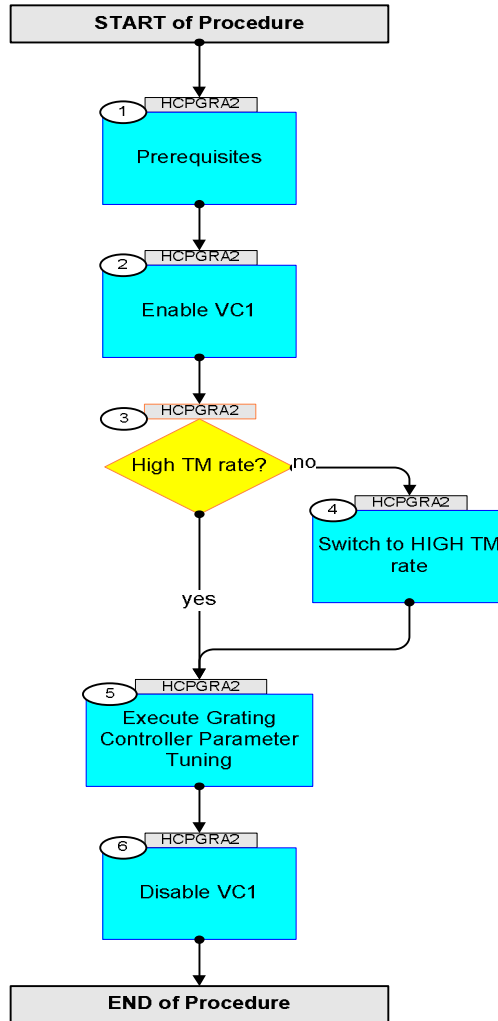 START of Procedure
HCPGRA2
1
Prerequisites
HCPGRA2
2
Enable VC1
HCPGRA2
3
High TM rate?
no
HCPGRA2
4
Switch to HIGH TM
rate
yes
HCPGRA2
5
Execute Grating
Controller Parameter
Tuning
HCPGRA2
6
Disable VC1
END of Procedure